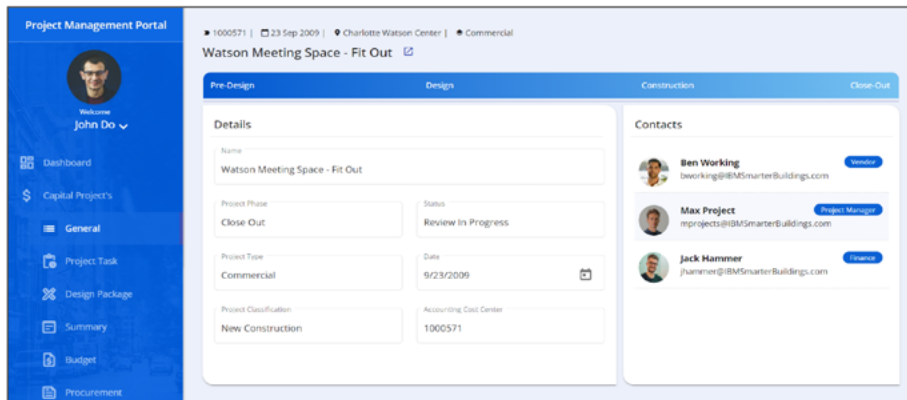 Project Management Portal
Welcome
John Do
Dashboard
Capital Project's
General
Project Task
Design Package
Summary
Budget
Procurement
1000571 | 23 Sep 2009 | Charlotte Watson Center | Commercial
Watson Meeting Space - Fit Out
Pre-Design Design Construction Close-Out
Details
Name
Watson Meeting Space - Fit Out
Project Phase Status
Close Out Review In Progress
Project Type Date
Commercial 9/23/2009
Project Classification Accounting Cost Center
New Construction 1000571
Contacts
Ben Working Vendor
bworking@IBMSmarterBuildings.com
Max Project Project Manager
mprojects@IBMSmarterBuildings.com
Jack Hammer Finance
jhammer@IBMSmarterBuildings.com